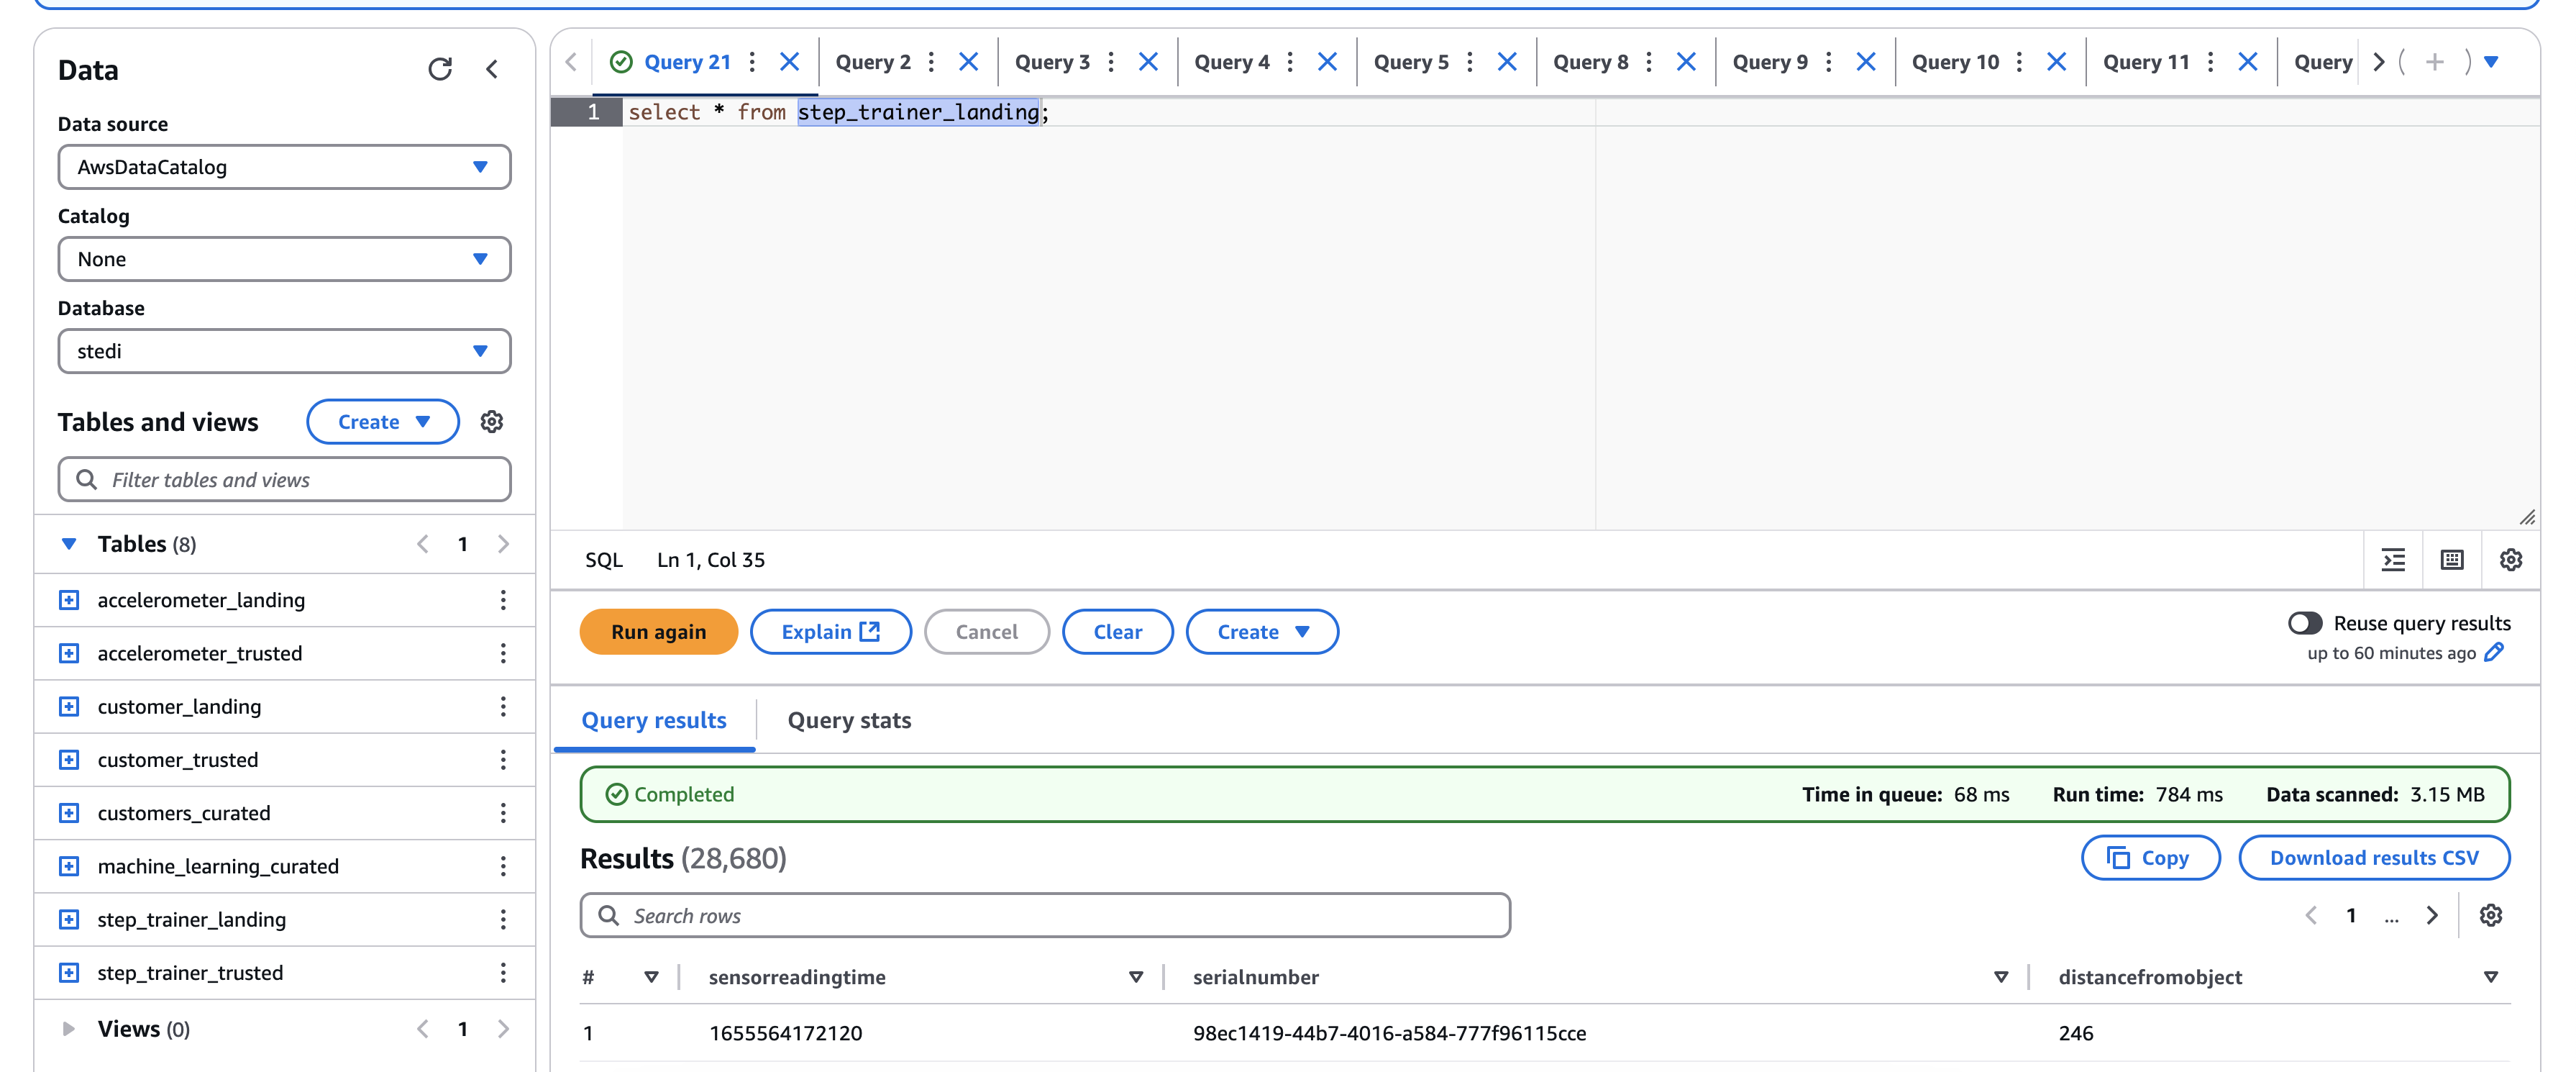 Data
Data source
AwsDataCatalog
Catalog
None
Database
stedi
Tables and views
Create
Filter tables and views
Tables (8)
1
accelerometer_landing
accelerometer_trusted
customer_landing
customer_trusted
customers_curated
machine_learning_curated
step_trainer_landing
step_trainer_trusted
Views (0)
1
Query 21
Query 2
Query 3
Query 4
Query 5
Query 8
Query 9
Query 10
Query 11
Query
1 select * from step_trainer_landing;
SQL Ln 1, Col 35
Run again
Explain
Cancel
Clear
Create
Reuse query results
up to 60 minutes ago
Query results
Query stats
Completed
Time in queue: 68 ms Run time: 784 ms Data scanned: 3.15 MB
Results (28,680)
Copy
Download results CSV
Search rows
1 ...
# sensorreadingtime serialnumber distancefromobject
1 1655564172120 98ec1419-44b7-4016-a584-777f96115cce 246